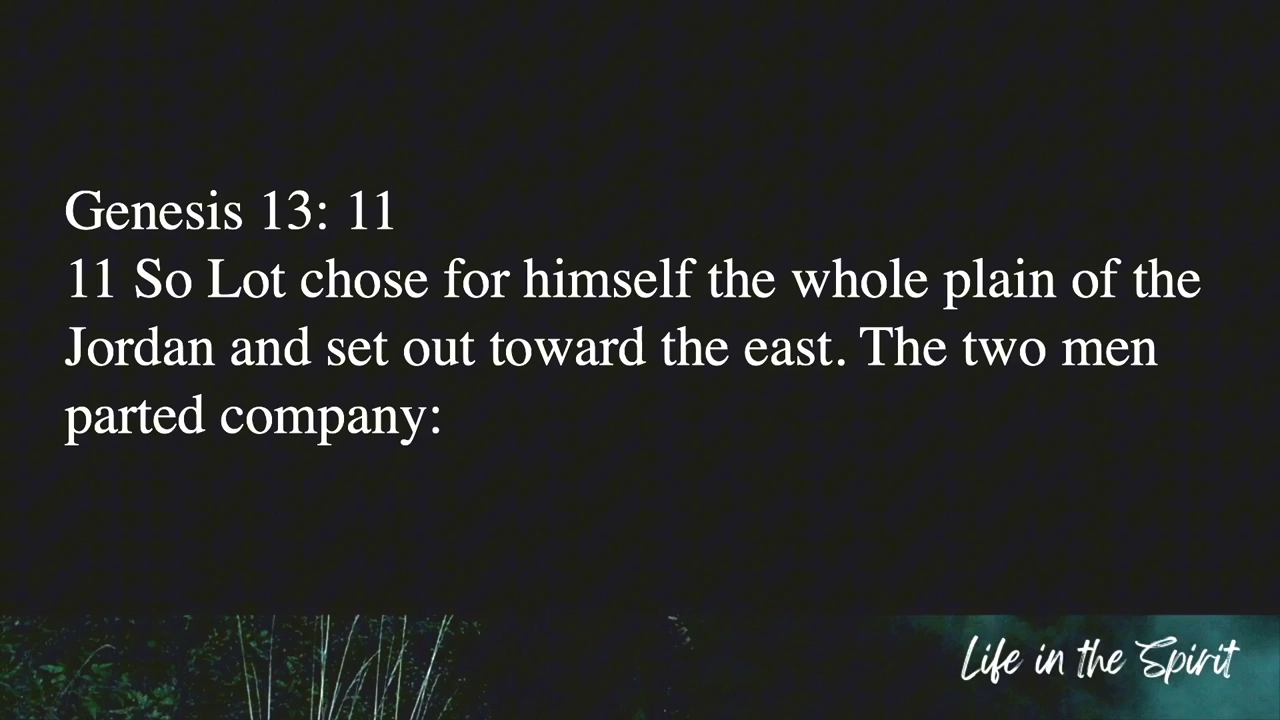 Genesis 13: 11
11 So Lot chose for himself the whole plain of the
Jordan and set out toward the east. The two men
parted company:
Life in the Spirit